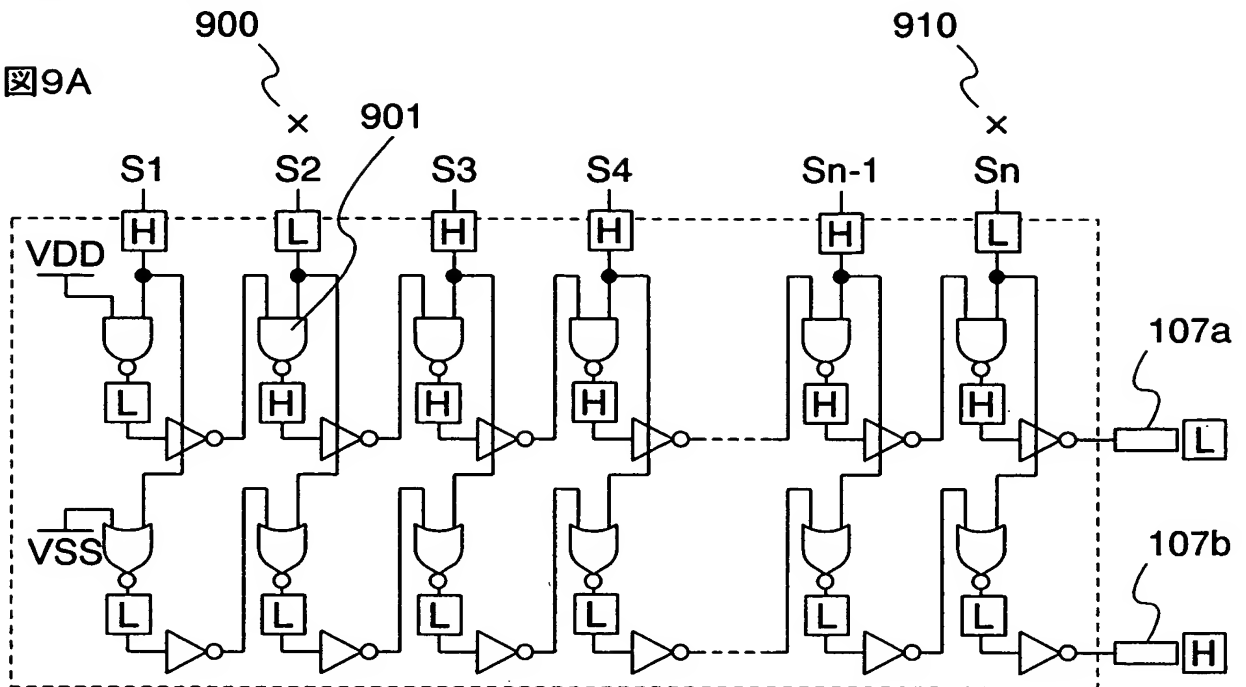 900
910
図9A
×
901
×
S1 S2 S3 S4 Sn-1 Sn
H L H H H L
VDD
107a
L H H H H H
L
VSS
107b
L L L L L L
H